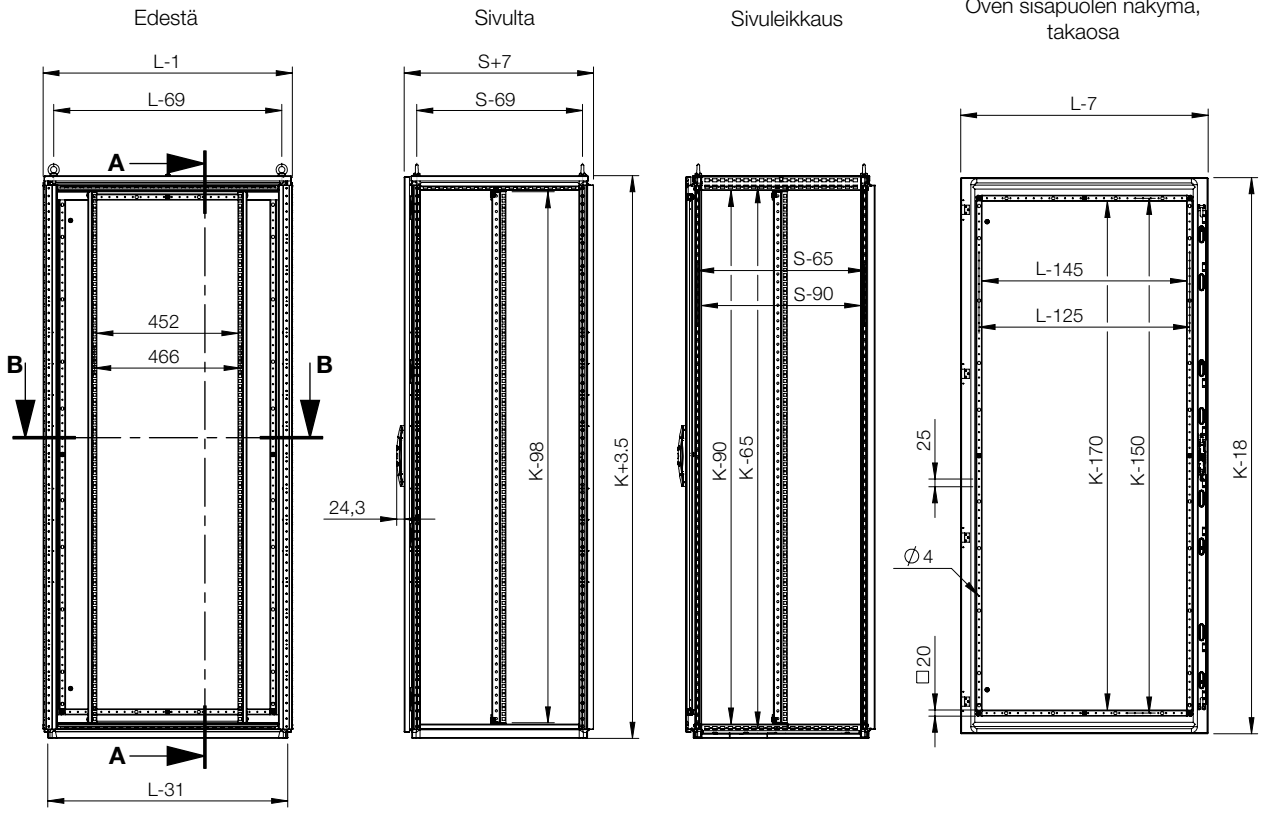 Edestä
Sivulta
Sivuleikkaus
Oven sisäpuolen näkymä,
takaosa
L-1
L-69
A
452
466
B
B
A
L-31
S+7
S-69
K-98
K+3.5
24,3
S-65
S-90
K-90
K-65
L-7
L-145
L-125
K-170
K-150
K-18
25
Ø 4
□ 20